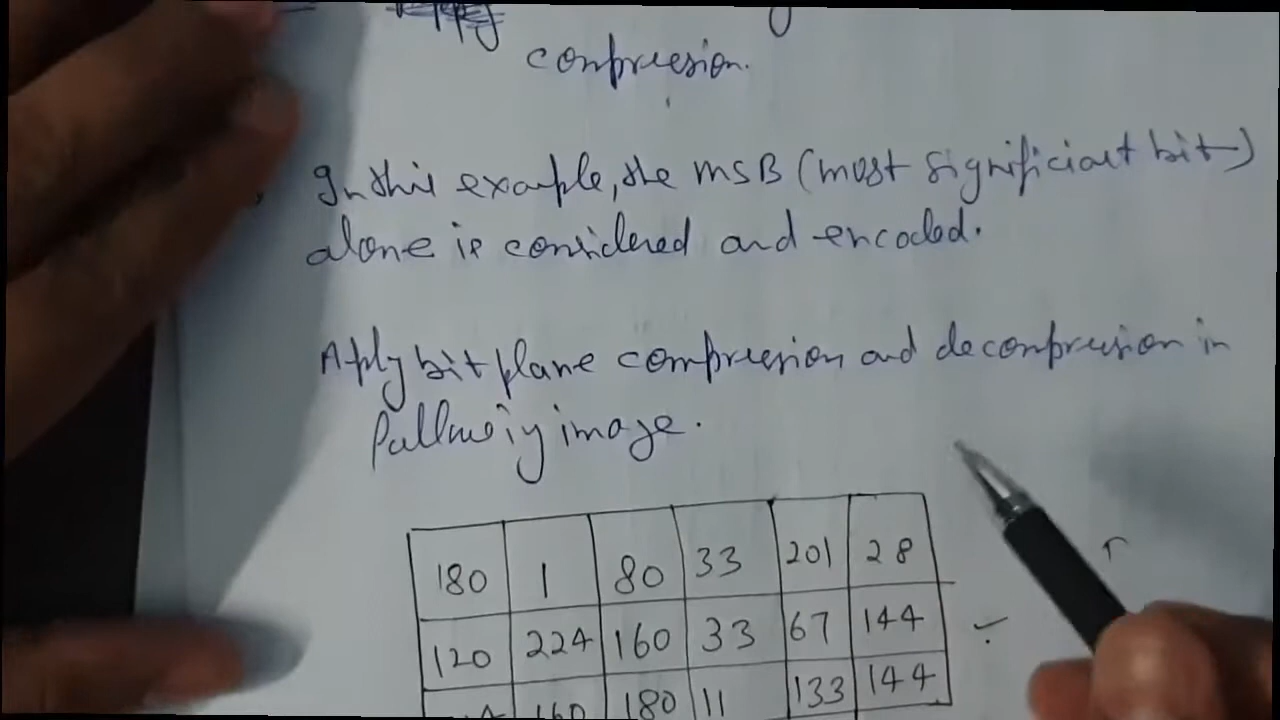 compression.
In this example, the MSB (most significiant bit)
alone is considered and encoded.
Apply bit plane compression and decompression in
following image.
180 1 80 33 201 28
120 224 160 33 67 144
160 180 11 133 144